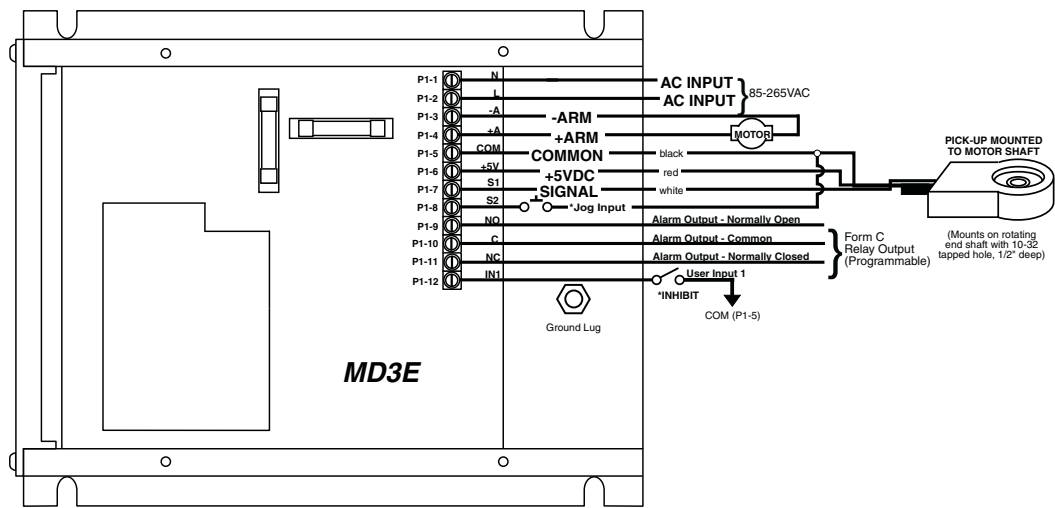 P1-1 N AC INPUT
P1-2 L AC INPUT
85-265VAC
P1-3 -A -ARM
P1-4 +A +ARM
MOTOR
P1-5 COM COMMON black
P1-6 +5V +5VDC red
P1-7 S1 SIGNAL white
P1-8 S2 *Jog Input
P1-9 NO Alarm Output - Normally Open
P1-10 C Alarm Output - Common
P1-11 NC Alarm Output - Normally Closed
P1-12 IN1 User Input 1
*INHIBIT
COM (P1-5)
Form C
Relay Output
(Programmable)
PICK-UP MOUNTED
TO MOTOR SHAFT
(Mounts on rotating
end shaft with 10-32
tapped hole, 1/2" deep)
Ground Lug
MD3E